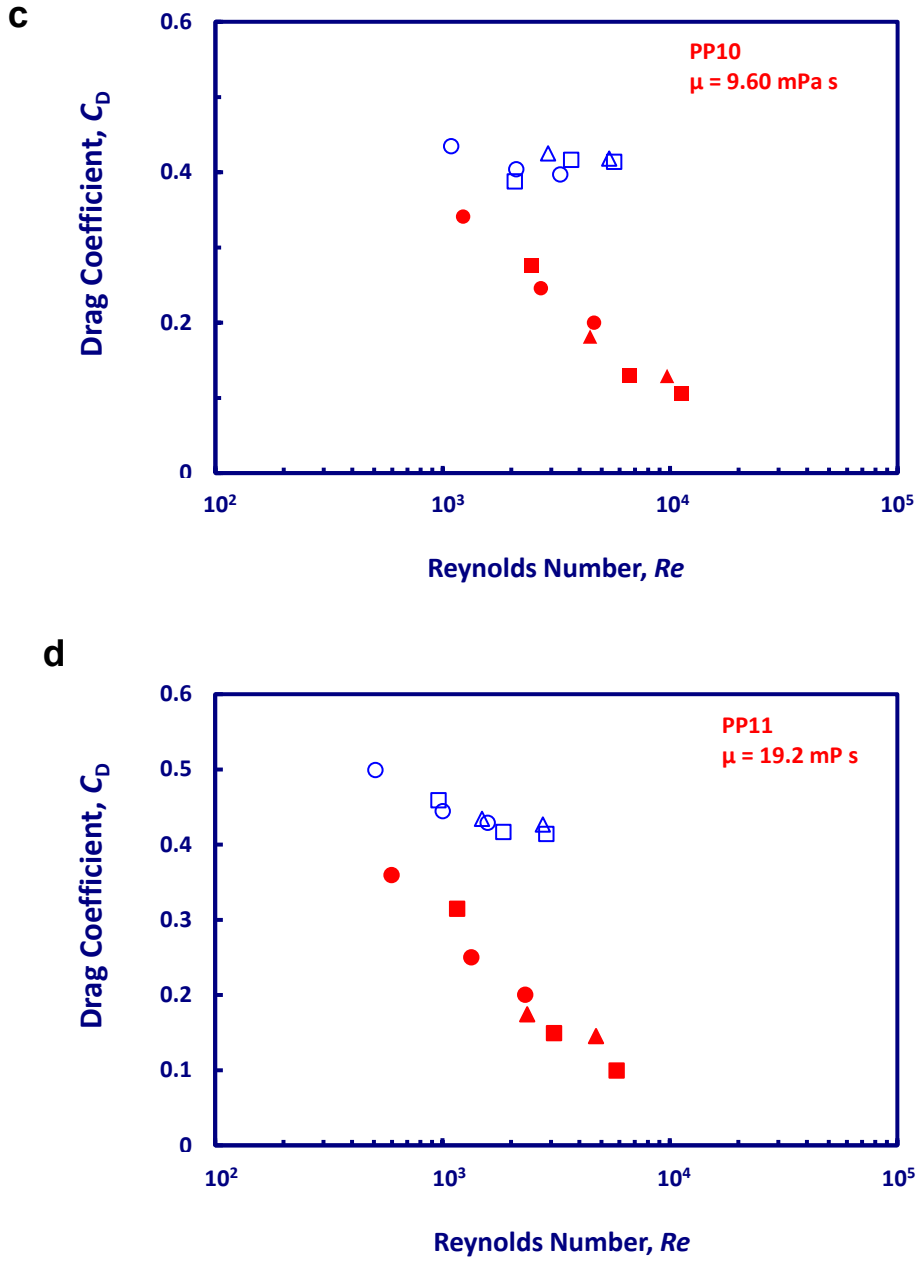 c
0.6
PP10
μ = 9.60 mPa s
0.4
Drag Coefficient, C_D
0.2
0
10² 10³ 10⁴ 10⁵
Reynolds Number, Re
d
0.6
PP11
μ = 19.2 mP s
0.5
0.4
Drag Coefficient, C_D
0.3
0.2
0.1
0
10² 10³ 10⁴ 10⁵
Reynolds Number, Re